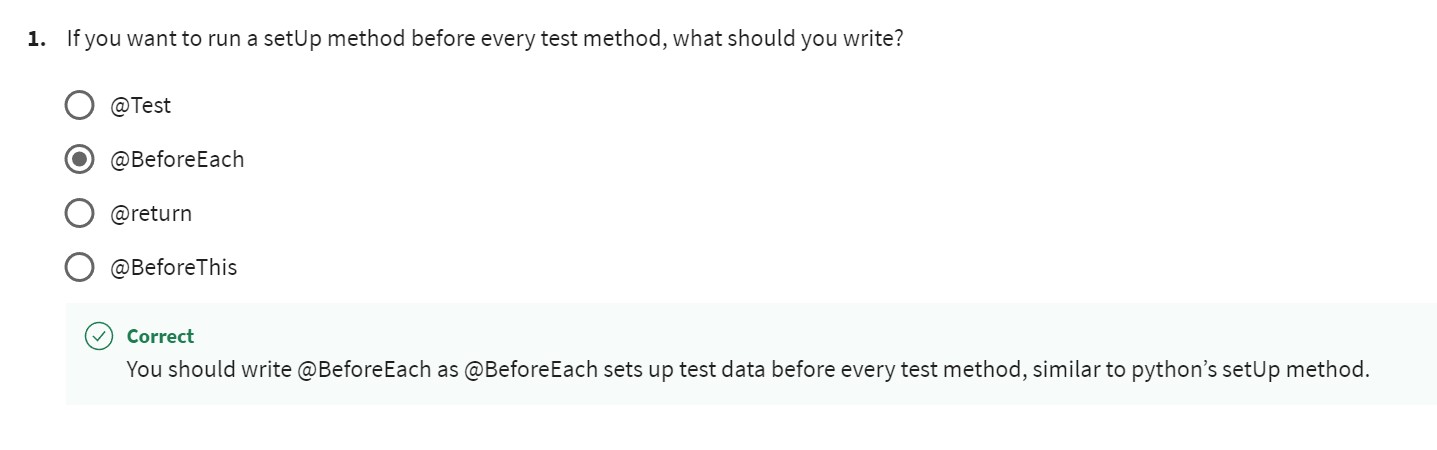 1. If you want to run a setUp method before every test method, what should you write?
@Test
@BeforeEach
@return
@BeforeThis
Correct
You should write @BeforeEach as @BeforeEach sets up test data before every test method, similar to python’s setUp method.